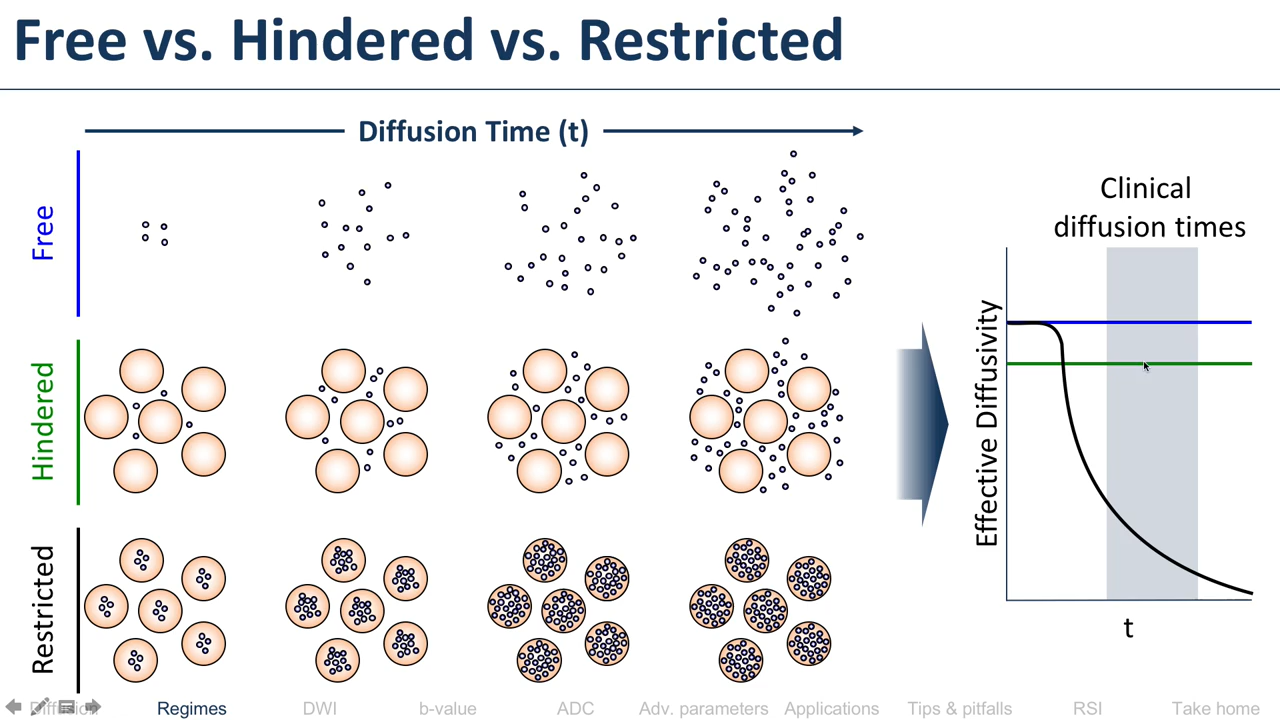 Free vs. Hindered vs. Restricted
Diffusion Time (t)
Free
Hindered
Restricted
Clinical
diffusion times
Effective Diffusivity
t
Diffusion Regimes DWI b-value ADC Adv. parameters Applications Tips & pitfalls RSI Take home